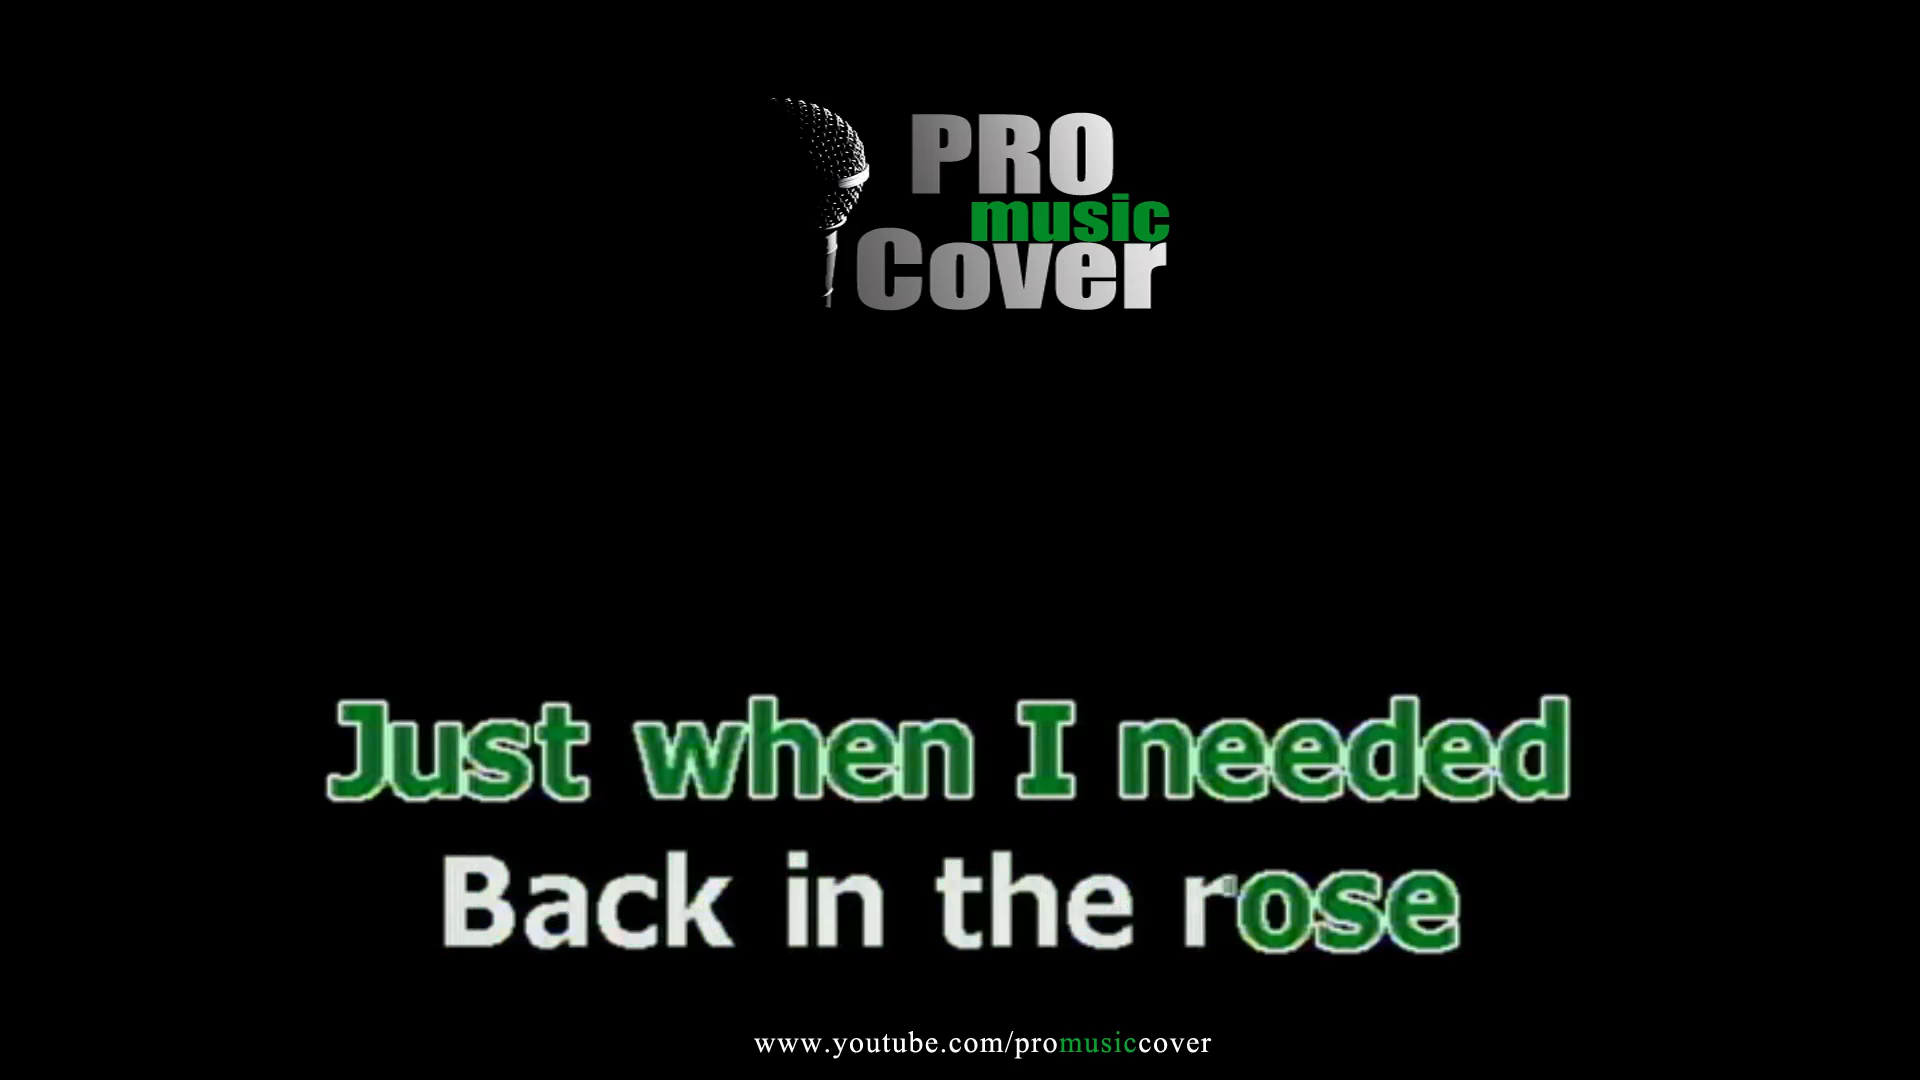 PRO
music
Cover
Just when I needed
Back in the rose
www.youtube.com/promusiccover